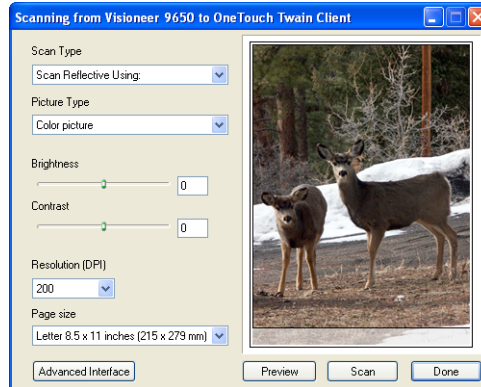 Scanning from Visioneer 9650 to OneTouch Twain Client
Scan Type
Scan Reflective Using:
Picture Type
Color picture
Brightness
0
Contrast
0
Resolution (DPI)
200
Page size
Letter 8.5 x 11 inches (215 x 279 mm)
Advanced Interface
Preview
Scan
Done